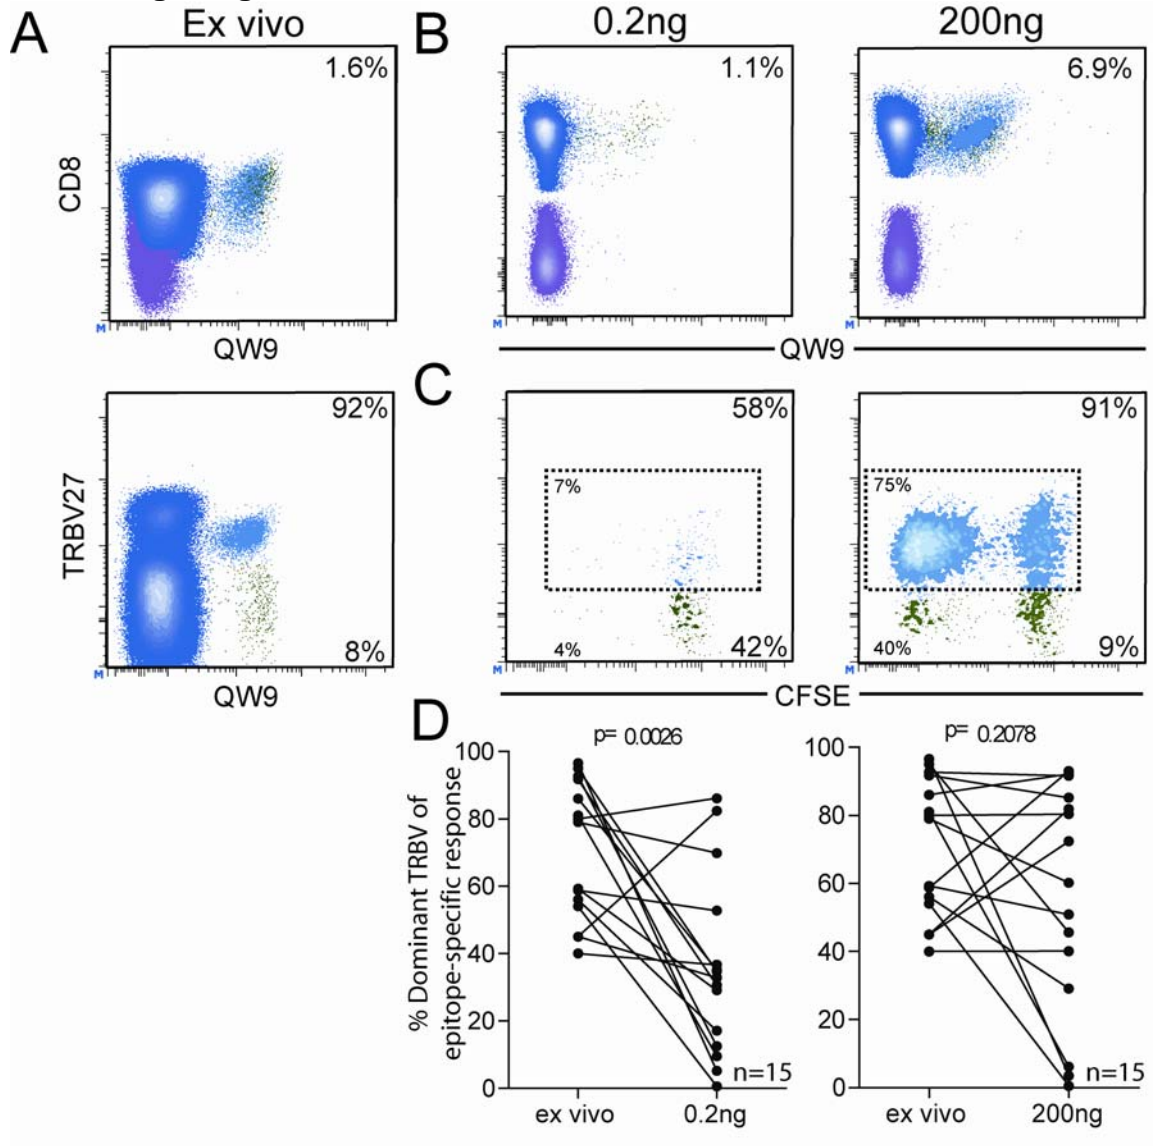 A
Ex vivo
1.6%
CD8
M
QW9
92%
TRBV27
8%
M
QW9
B
0.2ng
200ng
1.1%
6.9%
M
M
QW9
C
58%
7%
4%
42%
M
91%
75%
40%
9%
M
CFSE
D
p= 0.0026
% Dominant TRBV of
epitope-specific response
100
80
60
40
20
0
n=15
ex vivo
0.2ng
p= 0.2078
100
80
60
40
20
0
n=15
ex vivo
200ng